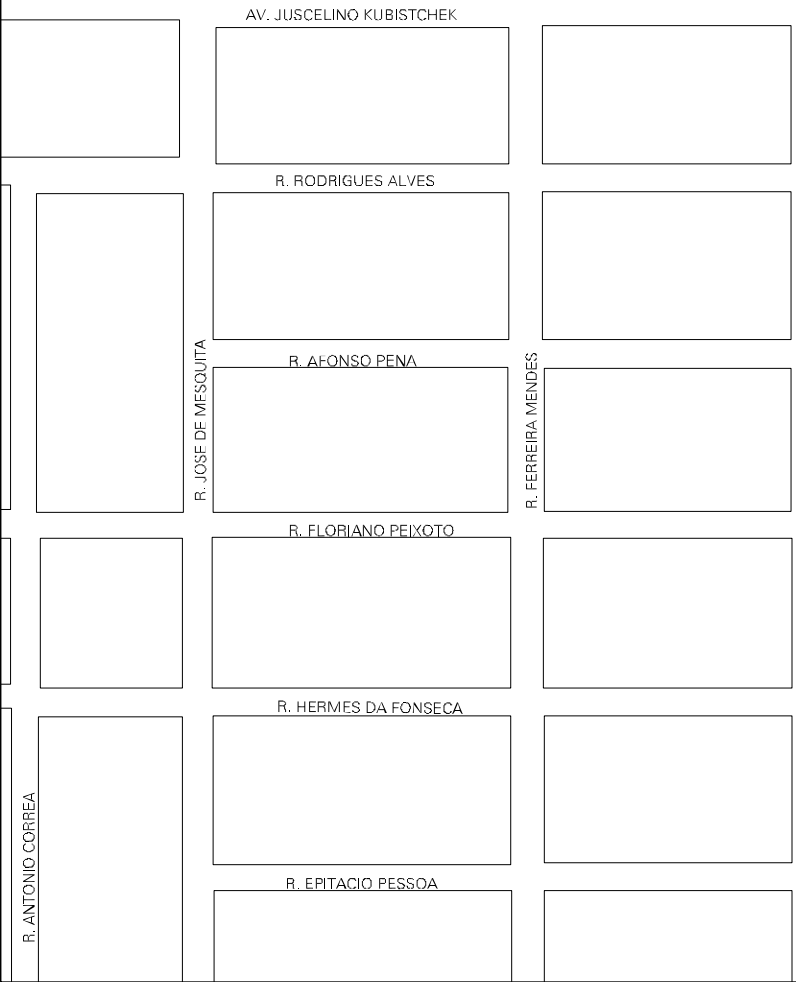 AV. JUSCELINO KUBISTCHEK
R. RODRIGUES ALVES
R. JOSE DE MESQUITA
R. AFONSO PENA
R. FERREIRA MENDES
R. FLORIANO PEIXOTO
R. HERMES DA FONSECA
R. ANTONIO CORREA
R. EPITACIO PESSOA